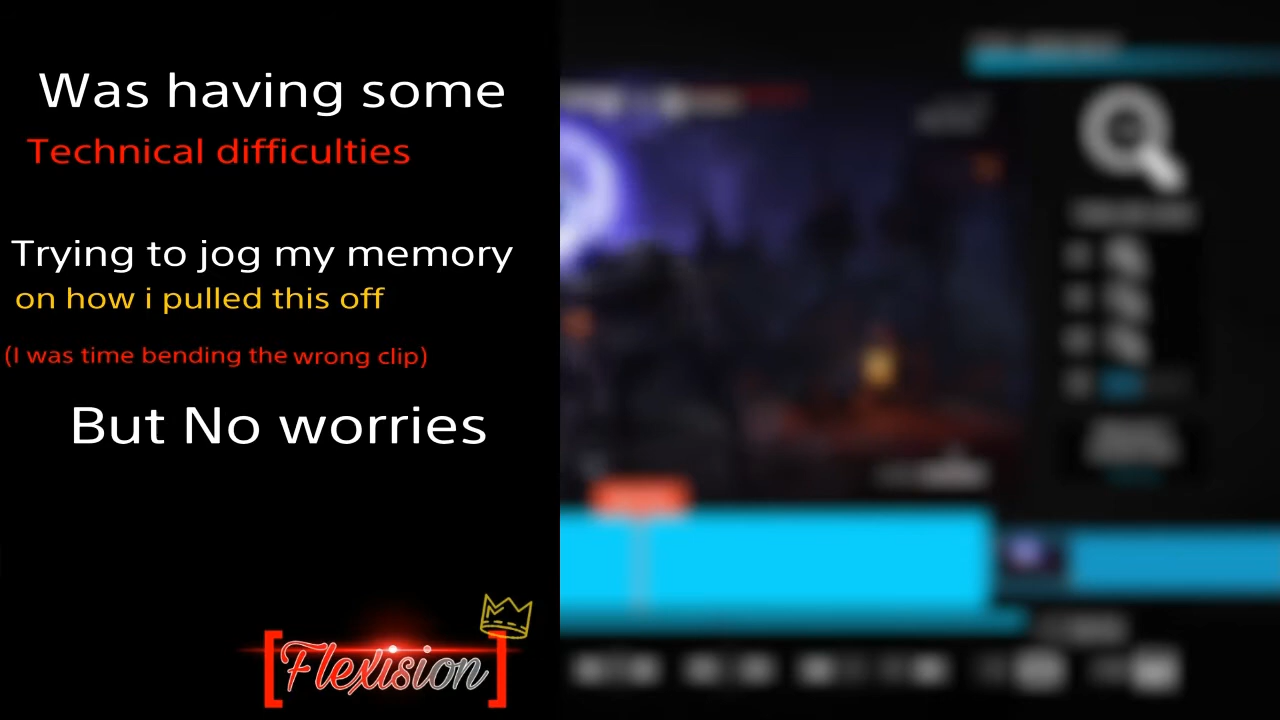 Was having some
Technical difficulties
Trying to jog my memory
on how i pulled this off
(I was time bending the wrong clip)
But No worries
[Flexision]